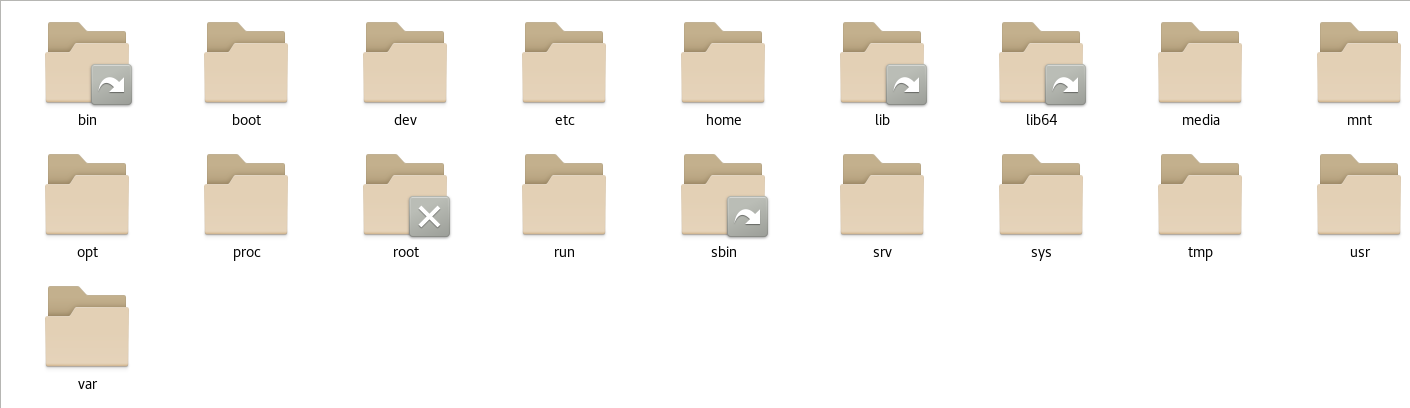 bin boot dev etc home lib lib64 media mnt
opt proc root run sbin srv sys tmp usr
var